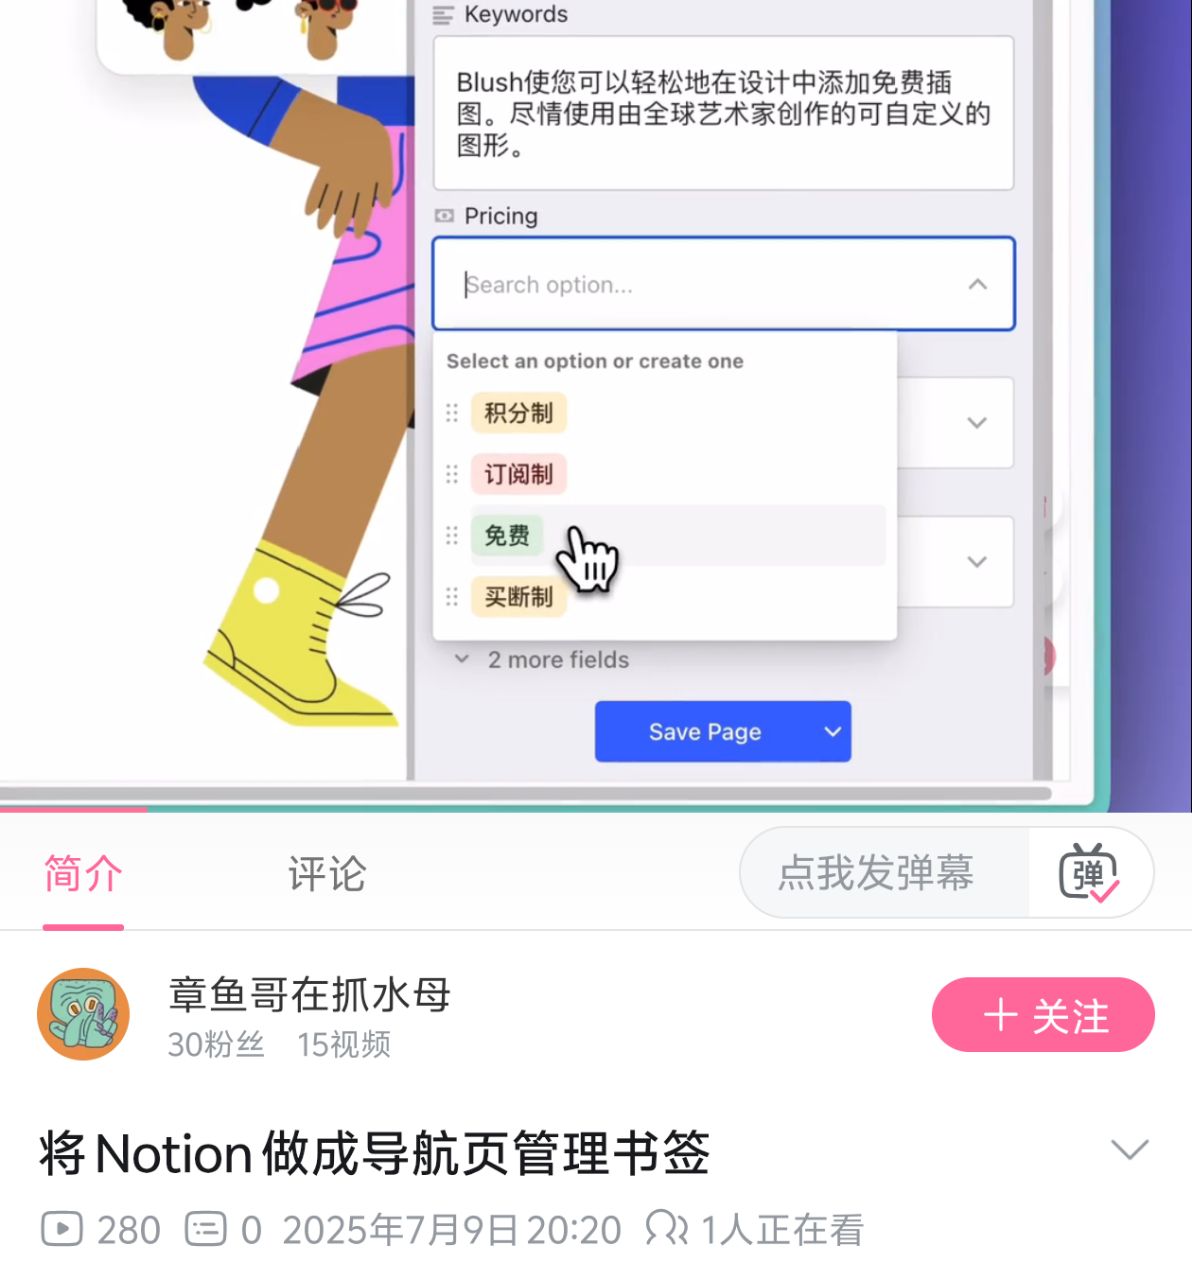 Keywords
Blush使您可以轻松地在设计中添加免费插
图。尽情使用由全球艺术家创作的可自定义的
图形。
Pricing
Search option...
Select an option or create one
积分制
订阅制
免费
买断制
2 more fields
Save Page
简介
评论
点我发弹幕
弹
章鱼哥在抓水母
30粉丝 15视频
关注
将Notion做成导航页管理书签
280 0 2025年7月9日20:20 1人正在看